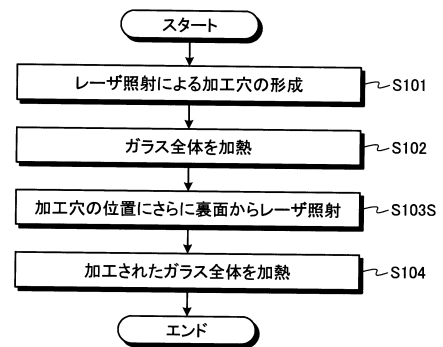 スタート
レーザ照射による加工穴の形成 S101
ガラス全体を加熱 S102
加工穴の位置にさらに裏面からレーザ照射 S103S
加工されたガラス全体を加熱 S104
エンド